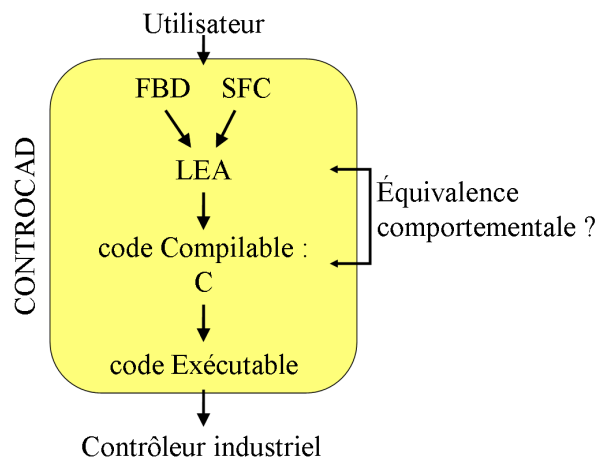 Utilisateur
FBD SFC
LEA
CONTROCAD
Équivalence
comportementale ?
code Compilable :
C
code Exécutable
Contrôleur industriel